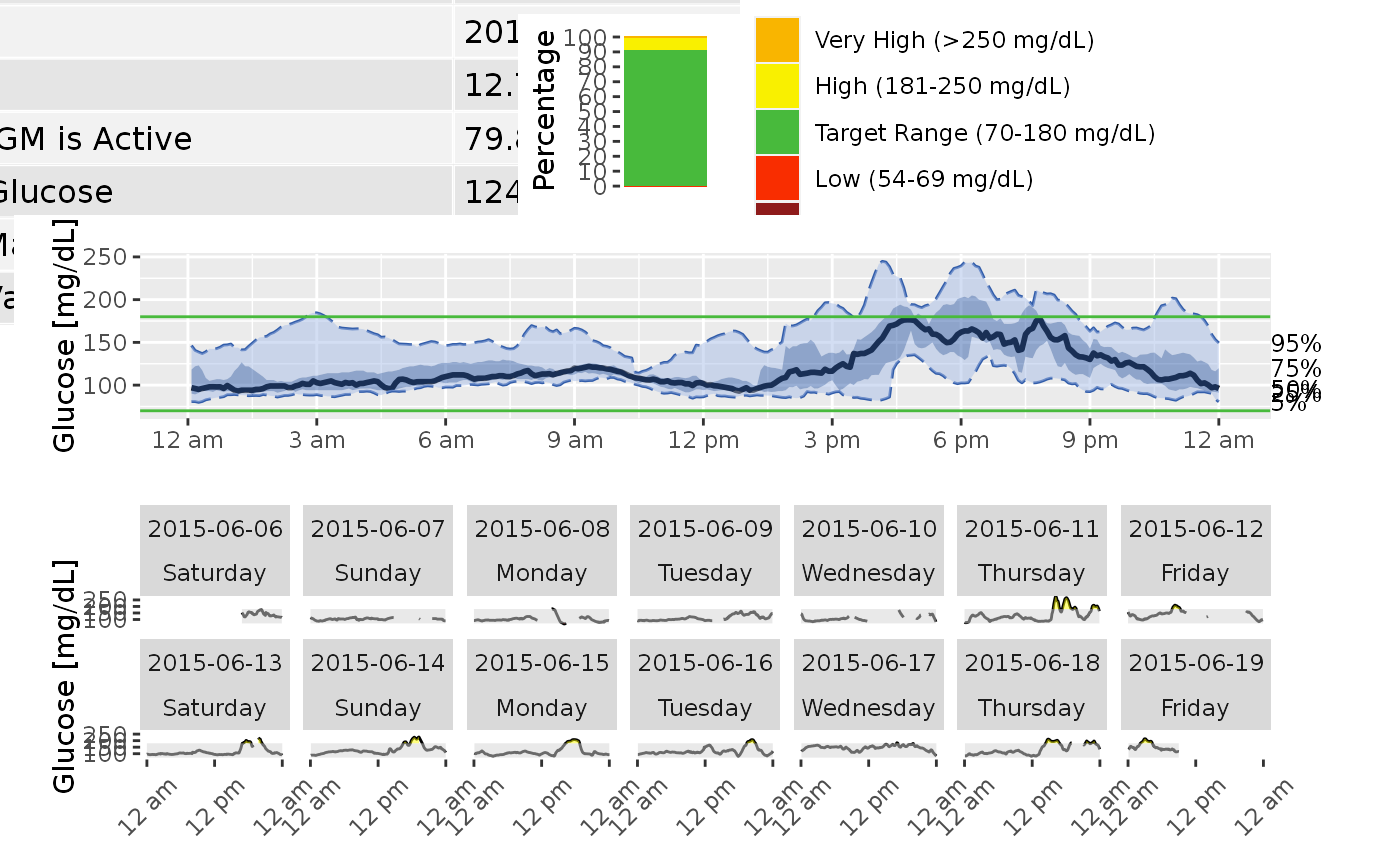 201
12.
GM is Active 79.8
Glucose 124
Percentage
100
90
80
70
60
50
40
30
20
10
0
Very High (>250 mg/dL)
High (181-250 mg/dL)
Target Range (70-180 mg/dL)
Low (54-69 mg/dL)
Glucose [mg/dL]
250
200
150
100
95%
75%
50%
25%
5%
12 am 3 am 6 am 9 am 12 pm 3 pm 6 pm 9 pm 12 am
Glucose [mg/dL]
2015-06-06 2015-06-07 2015-06-08 2015-06-09 2015-06-10 2015-06-11 2015-06-12
Saturday Sunday Monday Tuesday Wednesday Thursday Friday
350
100
2015-06-13 2015-06-14 2015-06-15 2015-06-16 2015-06-17 2015-06-18 2015-06-19
Saturday Sunday Monday Tuesday Wednesday Thursday Friday
100
12 am 12 pm 12 am 12 am 12 pm 12 am 12 am 12 pm 12 am 12 am 12 pm 12 am 12 am 12 pm 12 am 12 am 12 pm 12 am 12 am 12 pm 12 am